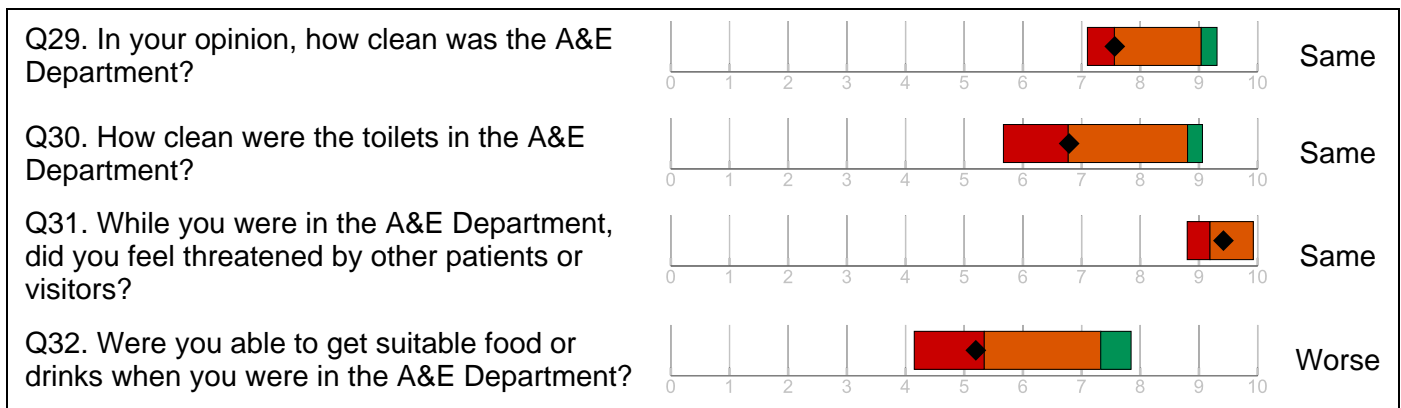 Q29. In your opinion, how clean was the A&E
Department?
0 1 2 3 4 5 6 7 8 9 10
Same
Q30. How clean were the toilets in the A&E
Department?
0 1 2 3 4 5 6 7 8 9 10
Same
Q31. While you were in the A&E Department,
did you feel threatened by other patients or
visitors?
0 1 2 3 4 5 6 7 8 9 10
Same
Q32. Were you able to get suitable food or
drinks when you were in the A&E Department?
0 1 2 3 4 5 6 7 8 9 10
Worse